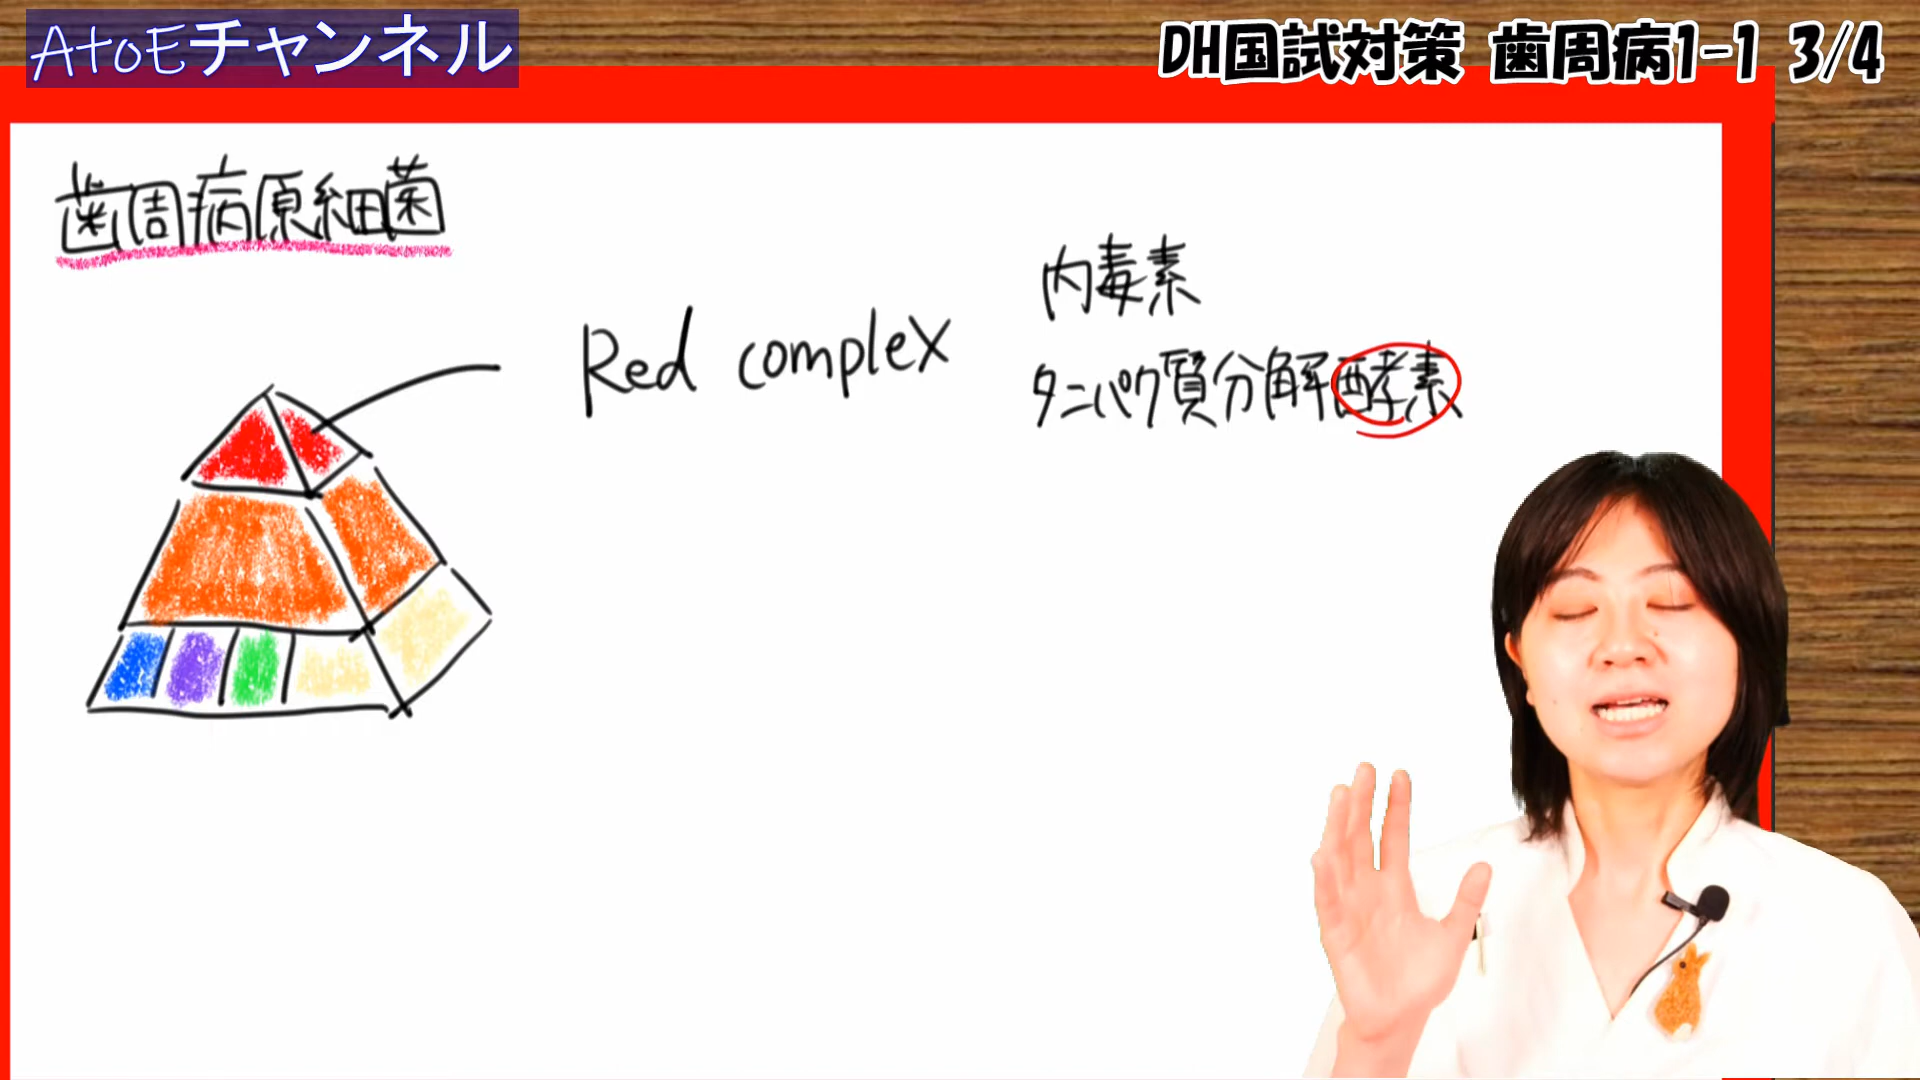 AtoEチャンネル
DH国試対策 歯周病1-1 3/4
歯周病原細菌
内毒素
Red complex
タンパク質分解酵素